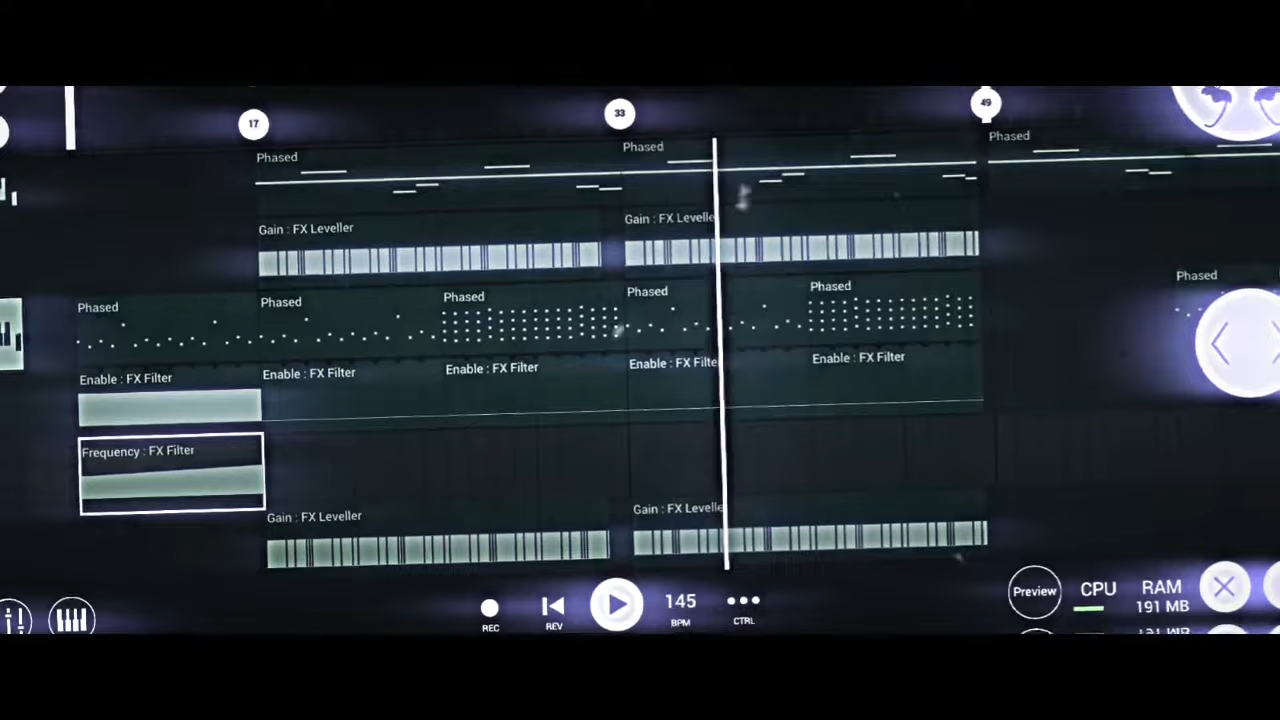 17
33
49
Phased
Phased
Phased
Gain : FX Leveller
Gain : FX Levelle
Phased
Phased
Phased
Phased
Phased
Phased
Enable : FX Filter
Enable : FX Filter
Enable : FX Filter
Enable : FX Filte
Enable : FX Filter
Frequency : FX Filter
Gain : FX Leveller
Gain : FX Levelle
REC
REV
145
BPM
CTRL
Preview
CPU
RAM
191 MB